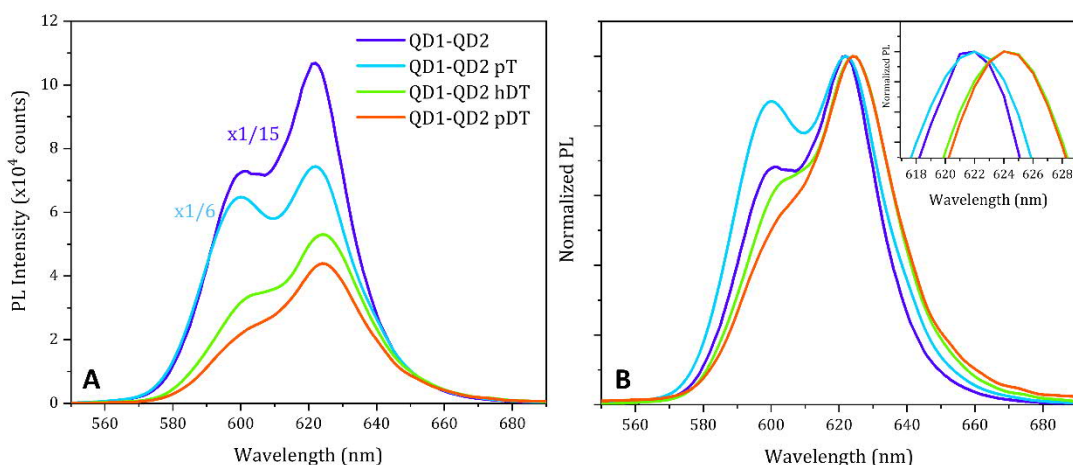 12
10
8
6
4
2
0
PL Intensity (x10⁴ counts)
QD1-QD2
QD1-QD2 pT
QD1-QD2 hDT
QD1-QD2 pDT
x1/15
x1/6
A
560 580 600 620 640 660 680
Wavelength (nm)
Normalized PL
B
560 580 600 620 640 660 680
Wavelength (nm)
Normalized PL
618 620 622 624 626 628
Wavelength (nm)